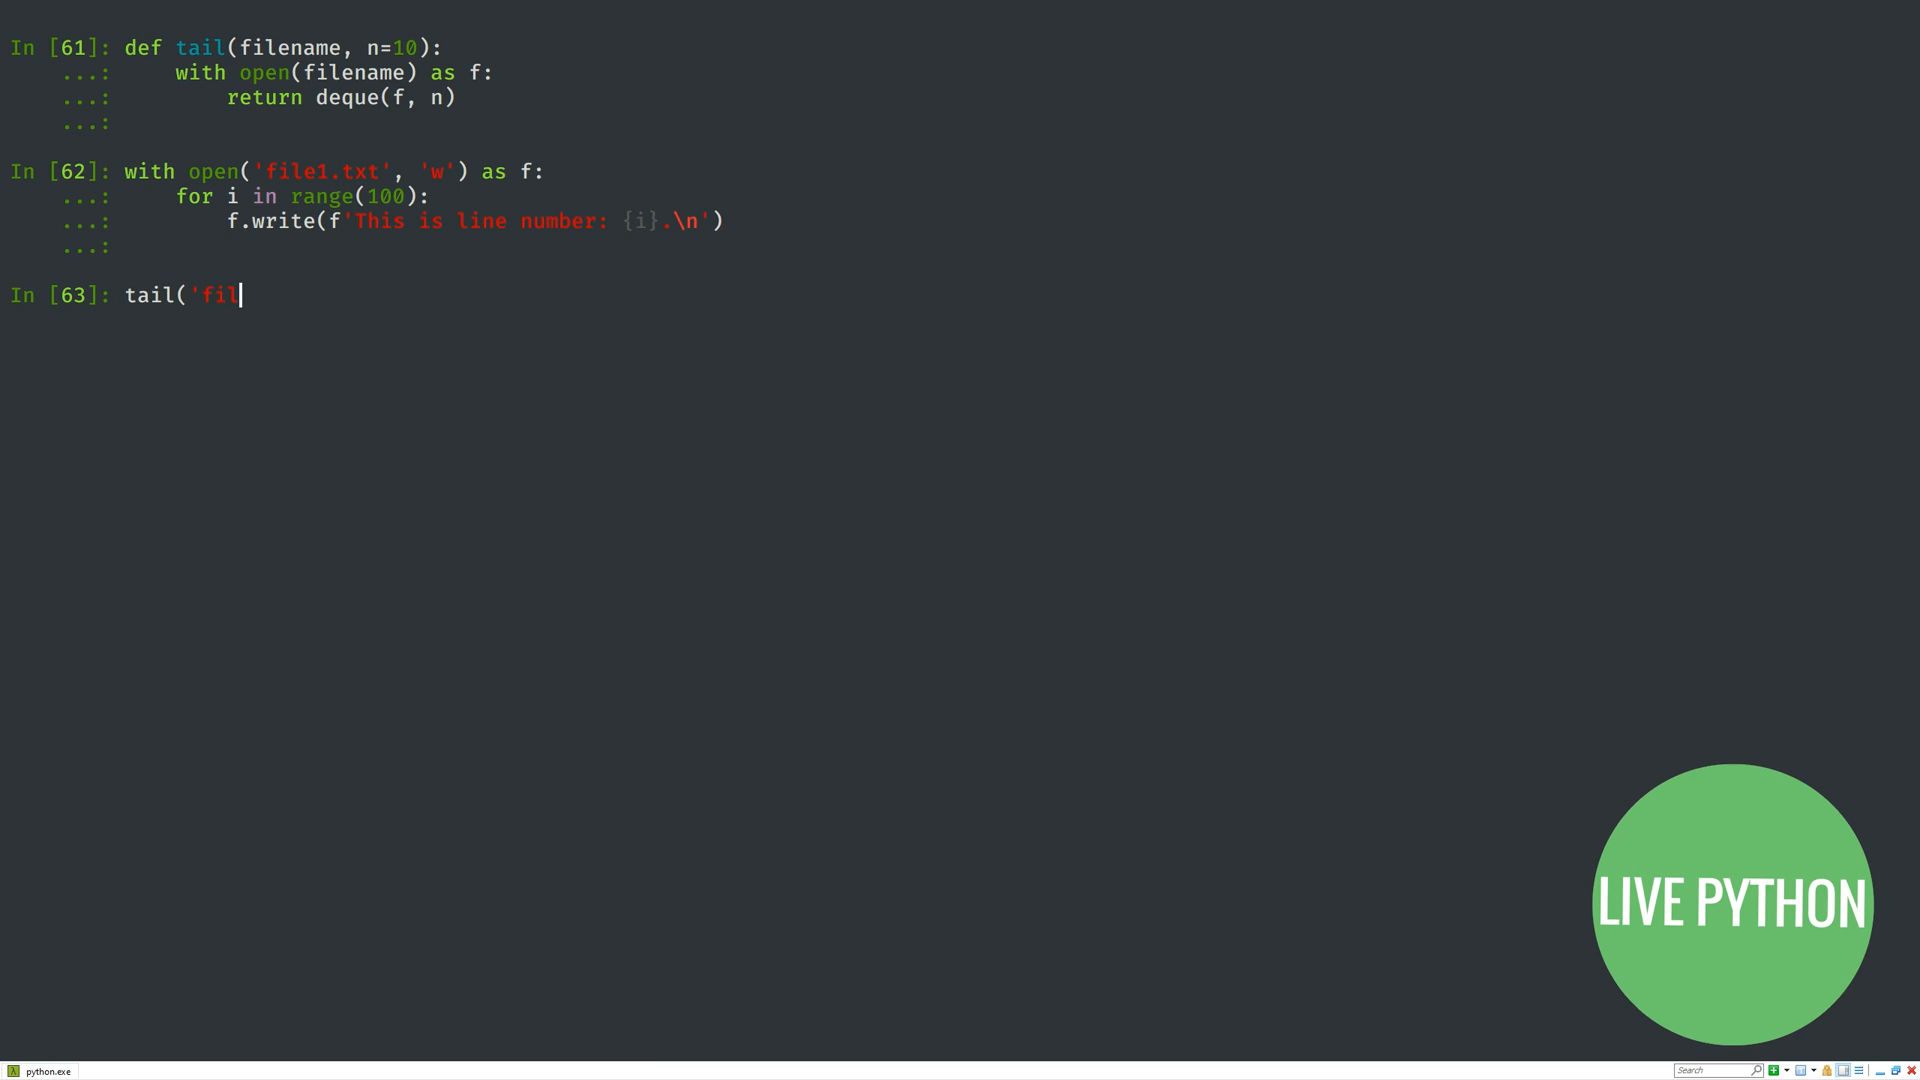 In [61]: def tail(filename, n=10):
    ...:     with open(filename) as f:
    ...:         return deque(f, n)
    ...:
In [62]: with open('file1.txt', 'w') as f:
    ...:     for i in range(100):
    ...:         f.write(f'This is line number: {i}.\n')
    ...:
In [63]: tail('fil
LIVE PYTHON
λ python.exe
Search